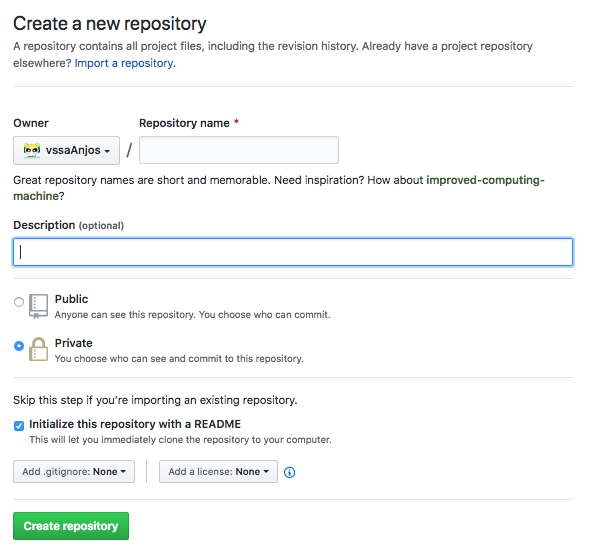 Create a new repository
A repository contains all project files, including the revision history. Already have a project repository
elsewhere? Import a repository.
Owner
Repository name *
vssaAnjos
/
Great repository names are short and memorable. Need inspiration? How about improved-computing-
machine?
Description (optional)
Public
Anyone can see this repository. You choose who can commit.
Private
You choose who can see and commit to this repository.
Skip this step if you’re importing an existing repository.
Initialize this repository with a README
This will let you immediately clone the repository to your computer.
Add .gitignore: None
Add a license: None
Create repository